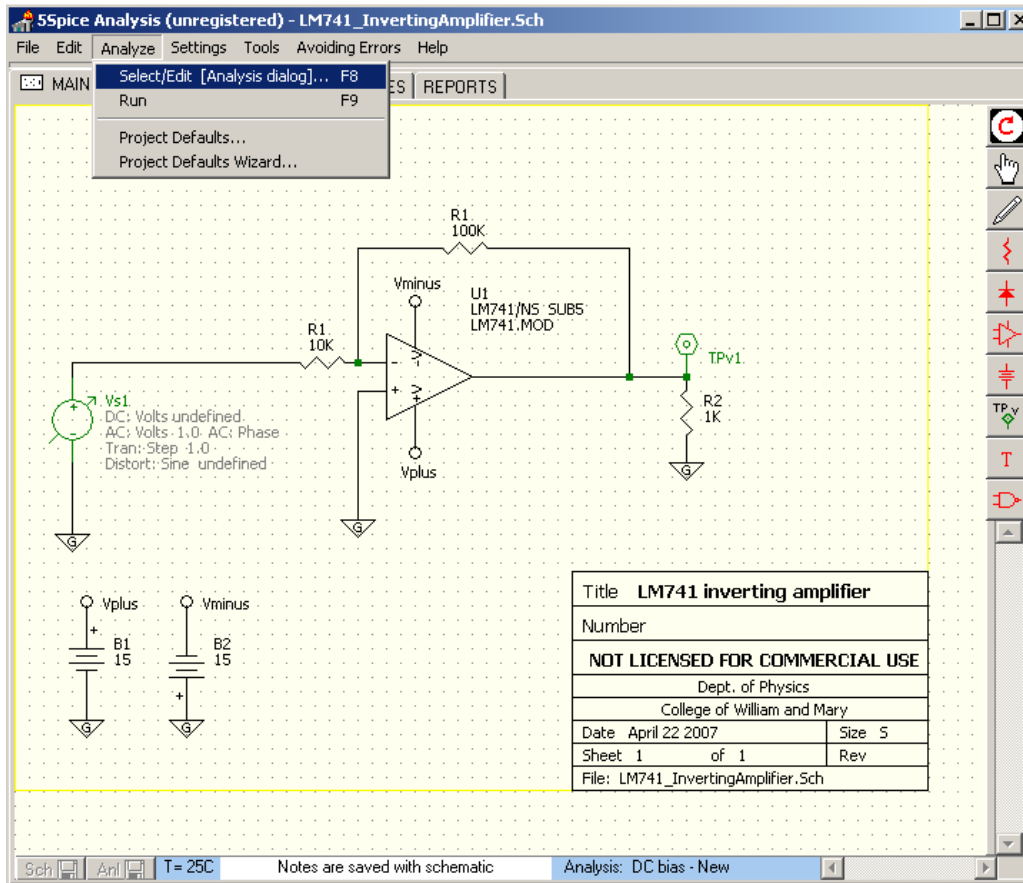 5Spice Analysis (unregistered) - LM741_InvertingAmplifier.Sch
File Edit Analyze Settings Tools Avoiding Errors Help
MAIN ES REPORTS
Select/Edit [Analysis dialog]... F8
Run F9
Project Defaults...
Project Defaults Wizard...
R1
100K
Vminus
U1
LM741/NS SUB5
LM741.MOD
R1
10K
TPv1
Vs1
DC: Volts undefined
AC: Volts 1.0 AC: Phase
Tran: Step 1.0
Distort: Sine undefined
R2
1K
Vplus
G
G
G
Vplus
Vminus
B1
15
B2
15
G
G
TP v
T
Title LM741 inverting amplifier
Number
NOT LICENSED FOR COMMERCIAL USE
Dept. of Physics
College of William and Mary
Date April 22 2007 Size S
Sheet 1 of 1 Rev
File: LM741_InvertingAmplifier.Sch
Sch Anl T= 25C Notes are saved with schematic Analysis: DC bias - New